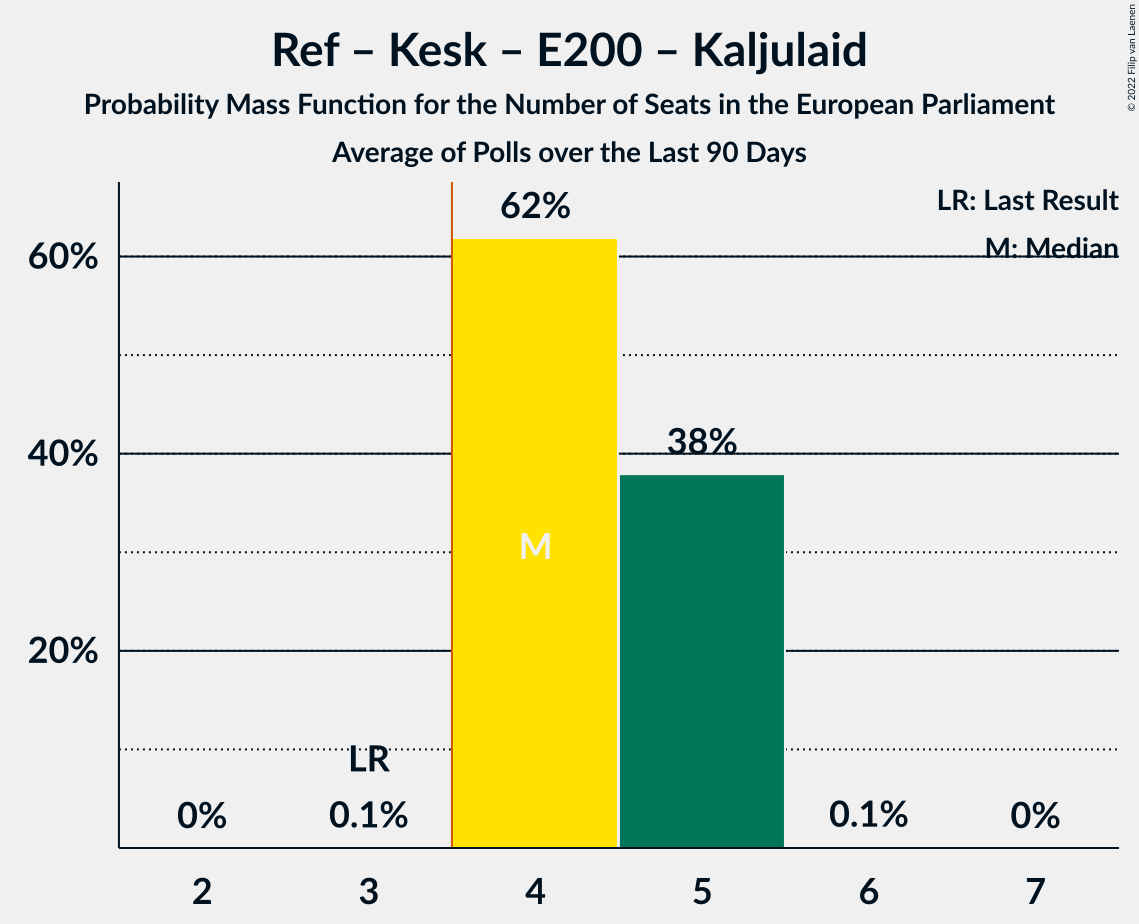 Ref – Kesk – E200 – Kaljulaid
Probability Mass Function for the Number of Seats in the European Parliament
Average of Polls over the Last 90 Days
© 2022 Filip van Laenen
LR: Last Result
M: Median
60%
40%
20%
62%
38%
M
LR
0%
0.1%
0.1%
0%
2
3
4
5
6
7